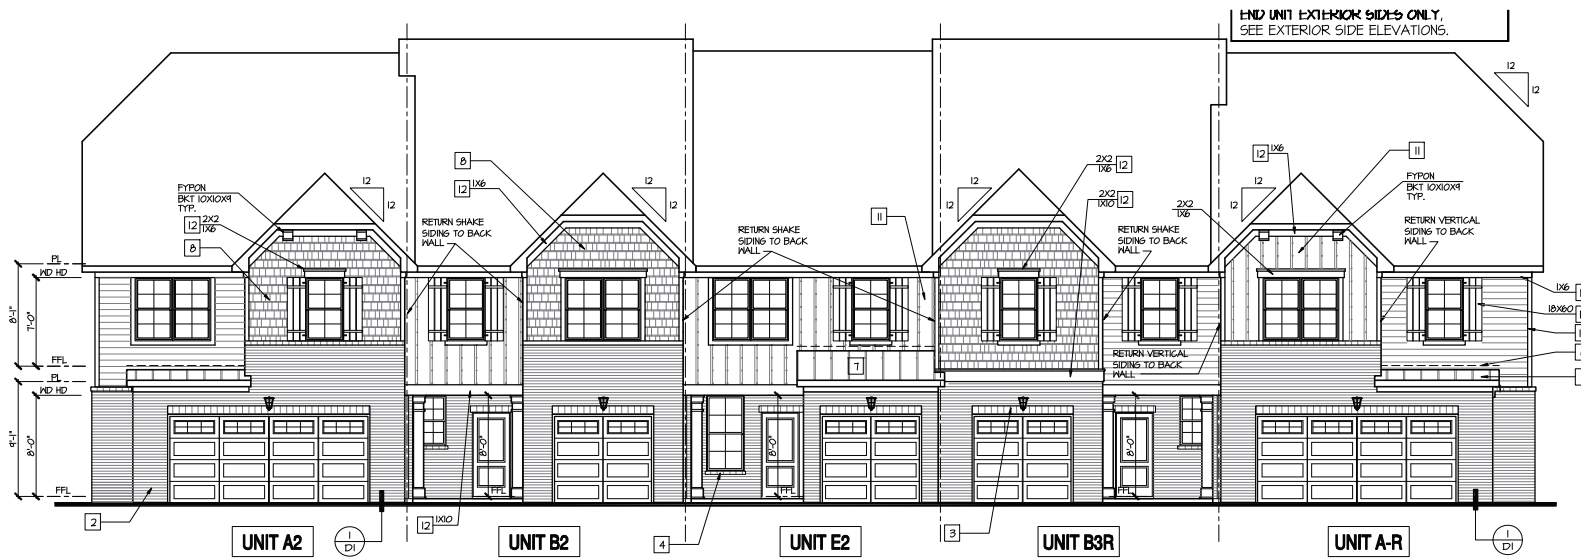 END UNIT EXTERIOR SIDES ONLY,
SEE EXTERIOR SIDE ELEVATIONS.
12
12
FYPON
BKT 10X10X9
TYP.
12
2X2
1X6
8
12
12
8
12
1X6
RETURN SHAKE
SIDING TO BACK
WALL
12
12
RETURN SHAKE
SIDING TO BACK
WALL
11
12
12
2X2
1X6
12
2X2
1X10
12
RETURN SHAKE
SIDING TO BACK
WALL
2X2
1X6
12
1X6
11
12
12
FYPON
BKT 10X10X9
TYP.
RETURN VERTICAL
SIDING TO BACK
WALL
PL
WD HD
8'-1"
7'-0"
FFL
PL
WD HD
9'-1"
8'-0"
FFL
1X6
18X60
7
RETURN VERTICAL
SIDING TO BACK
WALL
8'-0"
FFL
8'-0"
FFL
8'-0"
FFL
2
12
1X10
4
3
UNIT A2
1
D1
UNIT B2
UNIT E2
UNIT B3R
UNIT A-R
1
D1